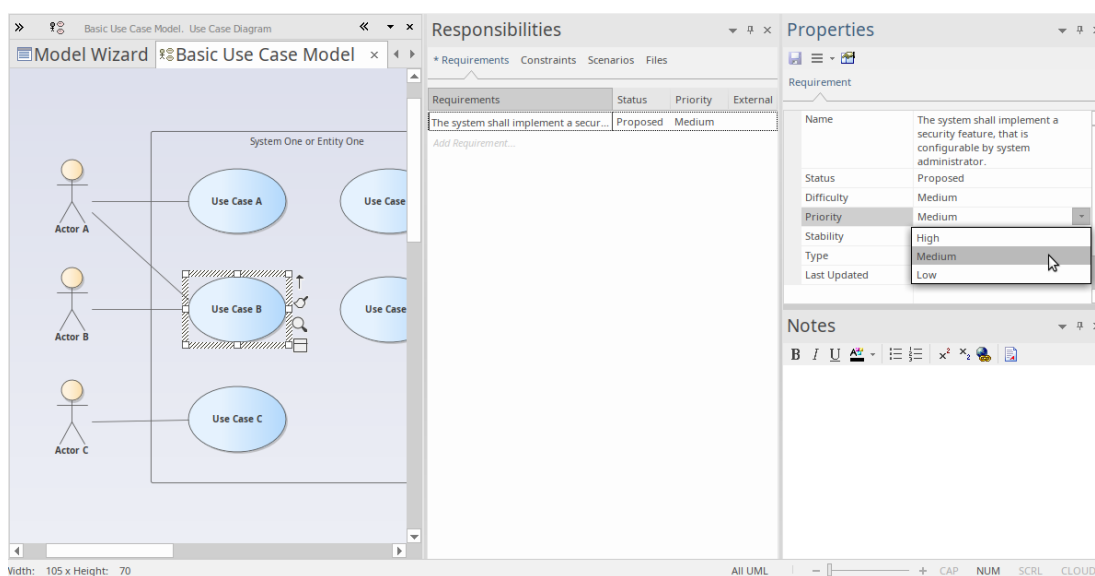 Basic Use Case Model.  Use Case Diagram
Model Wizard
Basic Use Case Model
System One or Entity One
Actor A
Use Case A
Use Case
Actor B
Use Case B
Use Case
Actor C
Use Case C
Width: 105 x Height: 70
Responsibilities
* Requirements Constraints Scenarios Files
Requirements Status Priority External
The system shall implement a secur... Proposed Medium
Add Requirement...
Properties
Requirement
Name The system shall implement a
security feature, that is
configurable by system
administrator.
Status Proposed
Difficulty Medium
Priority Medium
Stability
High
Type
Medium
Last Updated
Low
Notes
B I U
All UML CAP NUM SCRL CLOUD